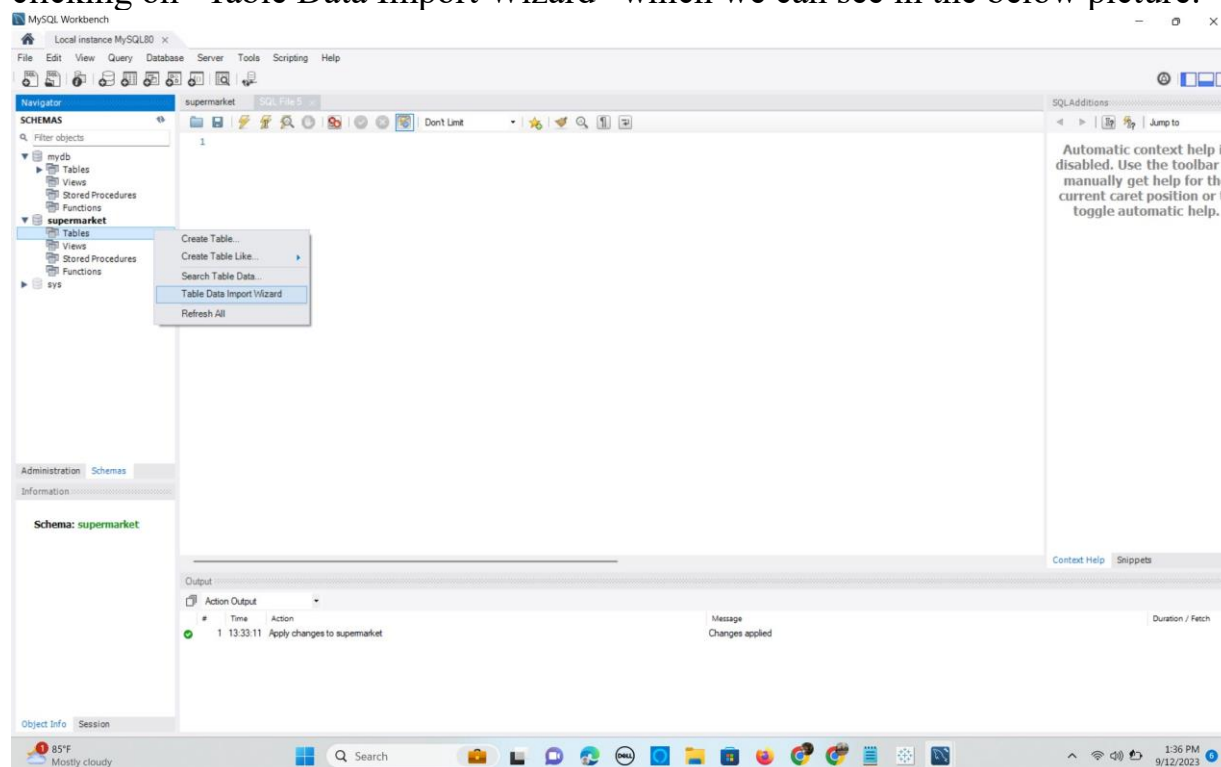 clicking on "Table Data Import Wizard" which we can see in the below picture.
MySQL Workbench
Local instance MySQL80
File Edit View Query Database Server Tools Scripting Help
Navigator
SCHEMAS
Filter objects
mydb
Tables
Views
Stored Procedures
Functions
supermarket
Tables
Views
Stored Procedures
Functions
sys
Administration Schemas
Information
Schema: supermarket
Object Info Session
supermarket SQL File 5
Don't Limit
1
Create Table...
Create Table Like...
Search Table Data...
Table Data Import Wizard
Refresh All
SQLAdditions
Jump to
Automatic context help i
disabled. Use the toolbar
manually get help for th
current caret position or
toggle automatic help.
Context Help Snippets
Output
Action Output
# Time Action Message Duration / Fetch
1 13:33:11 Apply changes to supermarket Changes applied
1
85°F
Mostly cloudy
Search
DELL
1:36 PM
9/12/2023
6